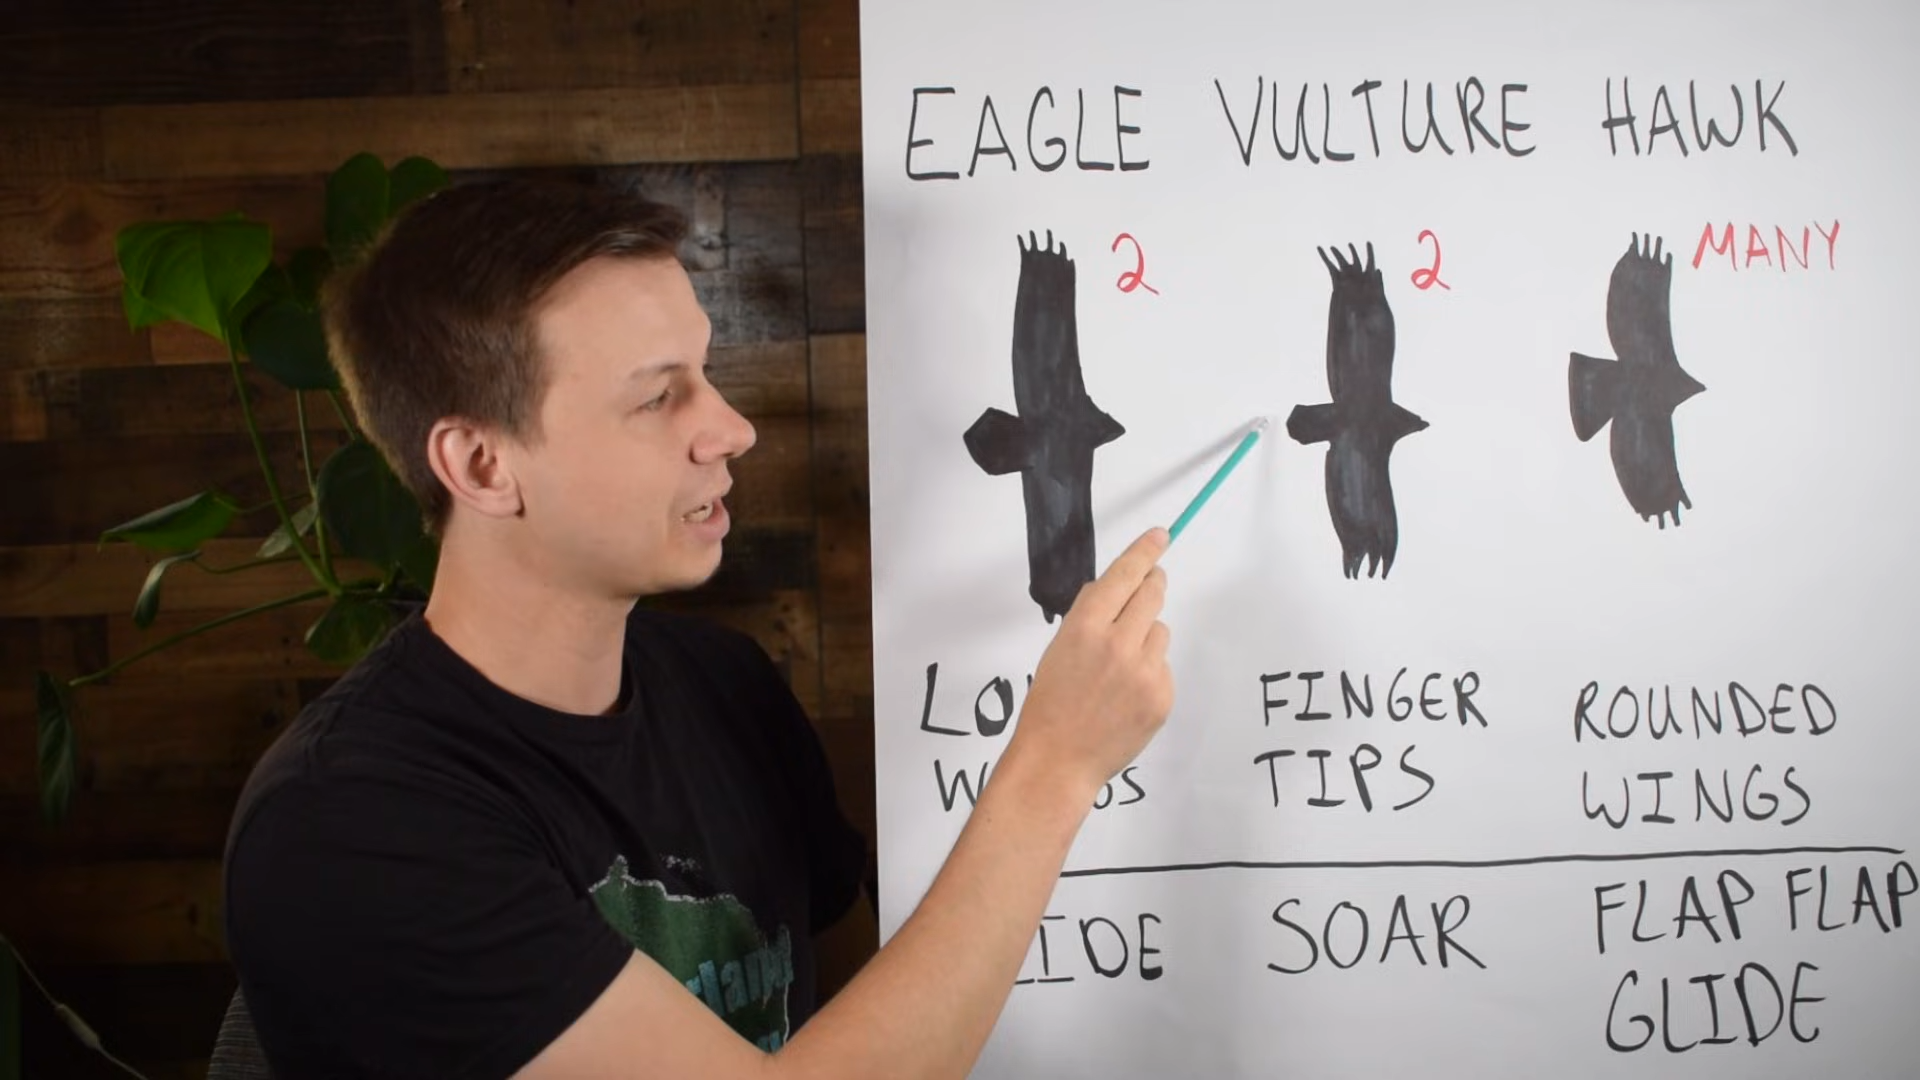 EAGLE VULTURE HAWK
2 2 MANY
FINGER ROUNDED
TIPS WINGS
SOAR FLAP FLAP
GLIDE